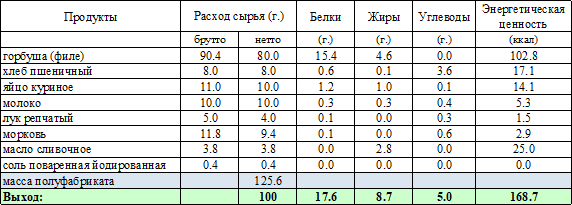 Продукты Расход сырья (г.) Белки Жиры Углеводы Энергетическая ценность
брутто нетто (г.) (г.) (г.) (ккал)
горбуша (филе) 90.4 80.0 15.4 4.6 0.0 102.8
хлеб пшеничный 8.0 8.0 0.6 0.1 3.6 17.1
яйцо куриное 11.0 10.0 1.2 1.0 0.1 14.1
молоко 10.0 10.0 0.3 0.3 0.4 5.3
лук репчатый 5.0 4.0 0.1 0.0 0.3 1.5
морковь 11.8 9.4 0.1 0.0 0.6 2.9
масло сливочное 3.8 3.8 0.0 2.8 0.0 25.0
соль поваренная йодированная 0.4 0.4 0.0 0.0 0.0 0.0
масса полуфабриката 125.6
Выход: 100 17.6 8.7 5.0 168.7